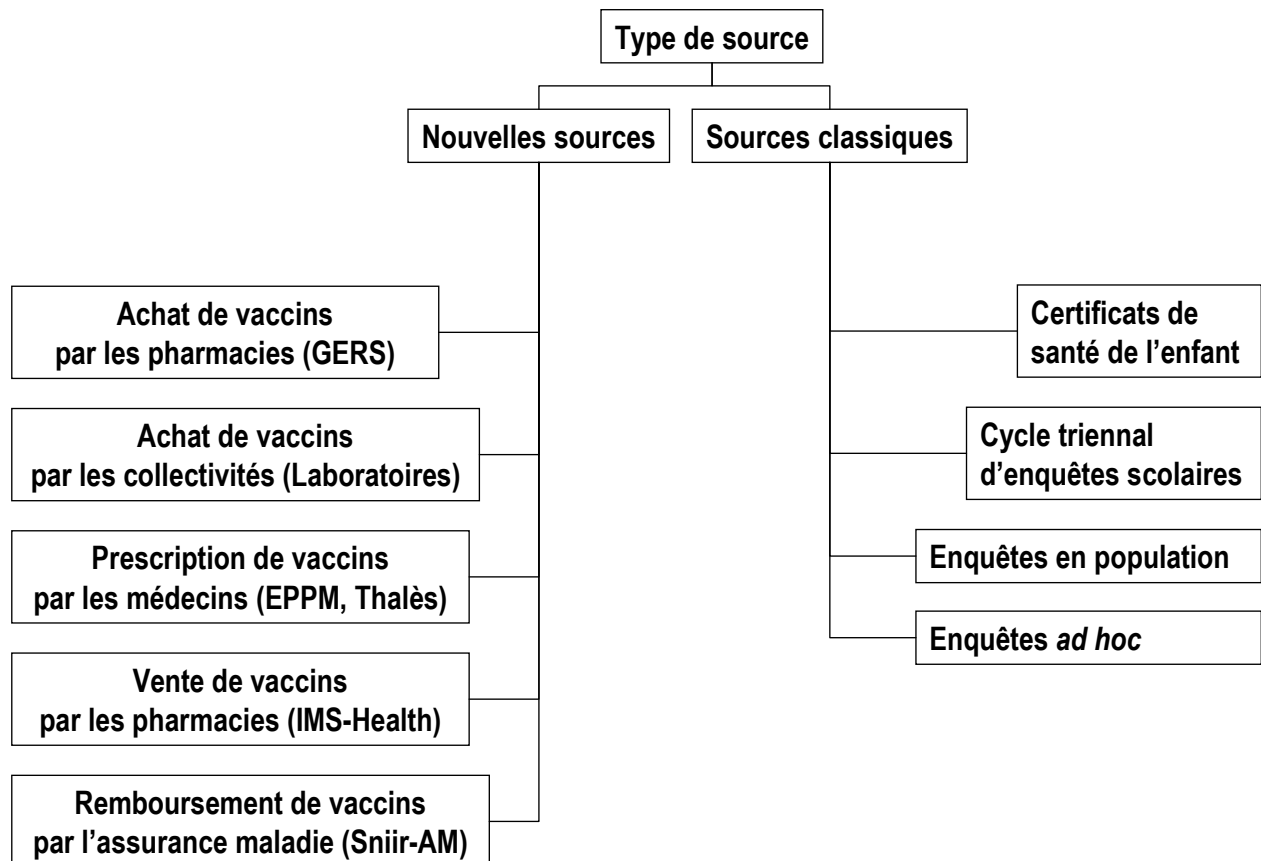 Type de source
Nouvelles sources
Sources classiques
Achat de vaccins
par les pharmacies (GERS)
Achat de vaccins
par les collectivités (Laboratoires)
Prescription de vaccins
par les médecins (EPPM, Thalès)
Vente de vaccins
par les pharmacies (IMS-Health)
Remboursement de vaccins
par l’assurance maladie (Sniir-AM)
Certificats de
santé de l’enfant
Cycle triennal
d’enquêtes scolaires
Enquêtes en population
Enquêtes ad hoc